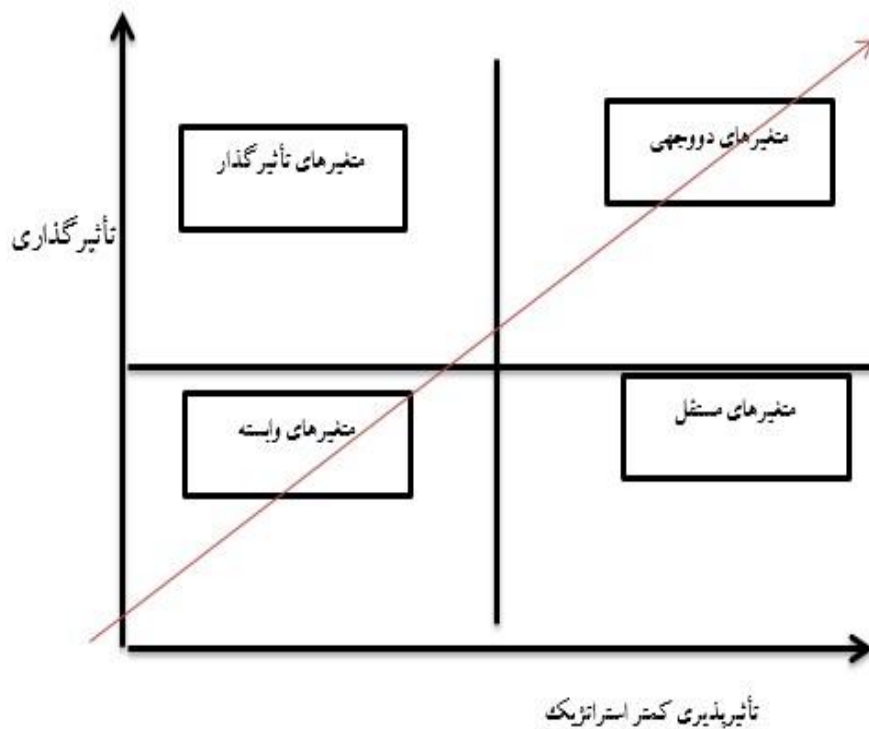 متغیرهای دووجهی
متغیرهای تأثیرگذار
تأثیرگذاری
متغیرهای مستقل
متغیرهای وابسته
تأثیرپذیری کمتر استراتژیک